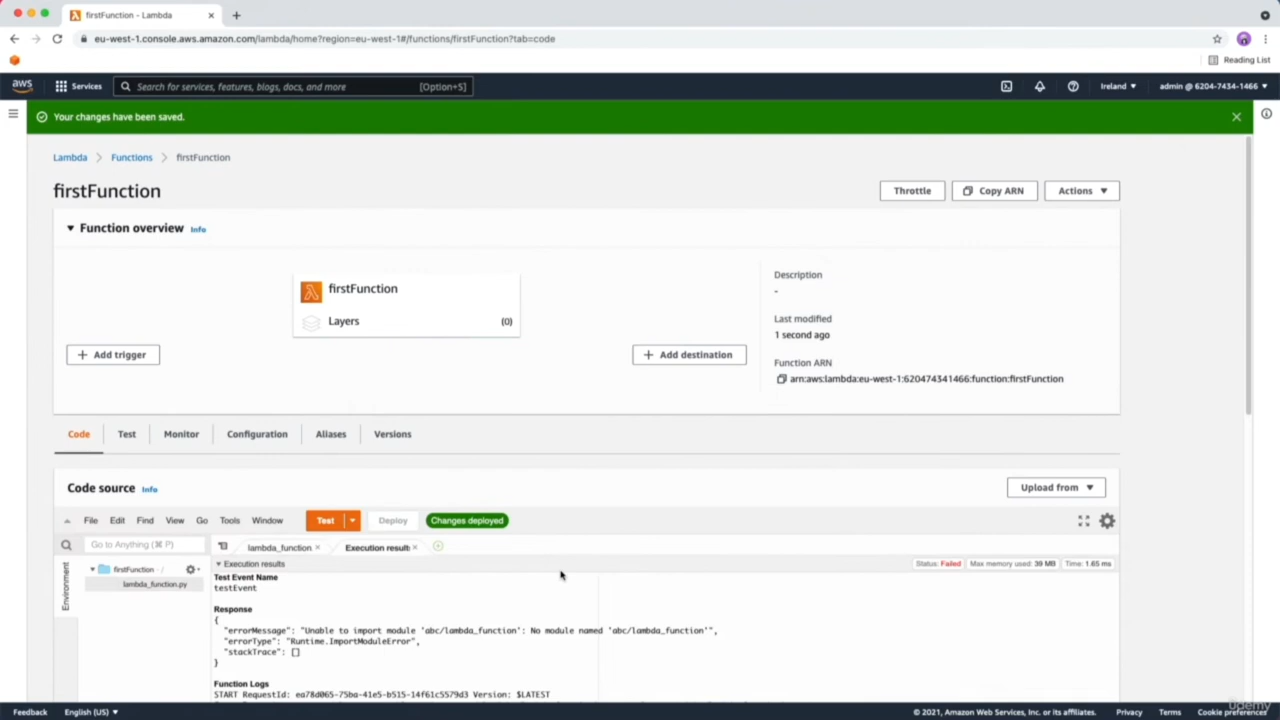 firstFunction - Lambda
eu-west-1.console.aws.amazon.com/lambda/home?region=eu-west-1#/functions/firstFunction?tab=code
Reading List
aws Services Search for services, features, blogs, docs, and more [Option+S] Ireland admin @ 6204-7434-1466
Your changes have been saved.
Lambda Functions firstFunction
firstFunction
Throttle Copy ARN Actions
Function overview Info
firstFunction
Layers (0)
Add trigger
Add destination
Description
-
Last modified
1 second ago
Function ARN
arn:aws:lambda:eu-west-1:620474341466:function:firstFunction
Code Test Monitor Configuration Aliases Versions
Code source Info
Upload from
File Edit Find View Go Tools Window Test Deploy Changes deployed
Go to Anything (⌘ P)
lambda_function Execution result:
Environment
firstFunction /
lambda_function.py
Execution results Status: Failed Max memory used: 39 MB Time: 1.65 ms
Test Event Name
testEvent
Response
{
"errorMessage": "Unable to import module 'abc/lambda_function': No module named 'abc/lambda_function'",
"errorType": "Runtime.ImportModuleError",
"stackTrace": []
}
Function Logs
START RequestId: ea78d065-75ba-41e5-b515-14f61c5579d3 Version: $LATEST
Feedback English (US) © 2021, Amazon Web Services, Inc. or its affiliates. Privacy Terms Cookie preferences
udemy